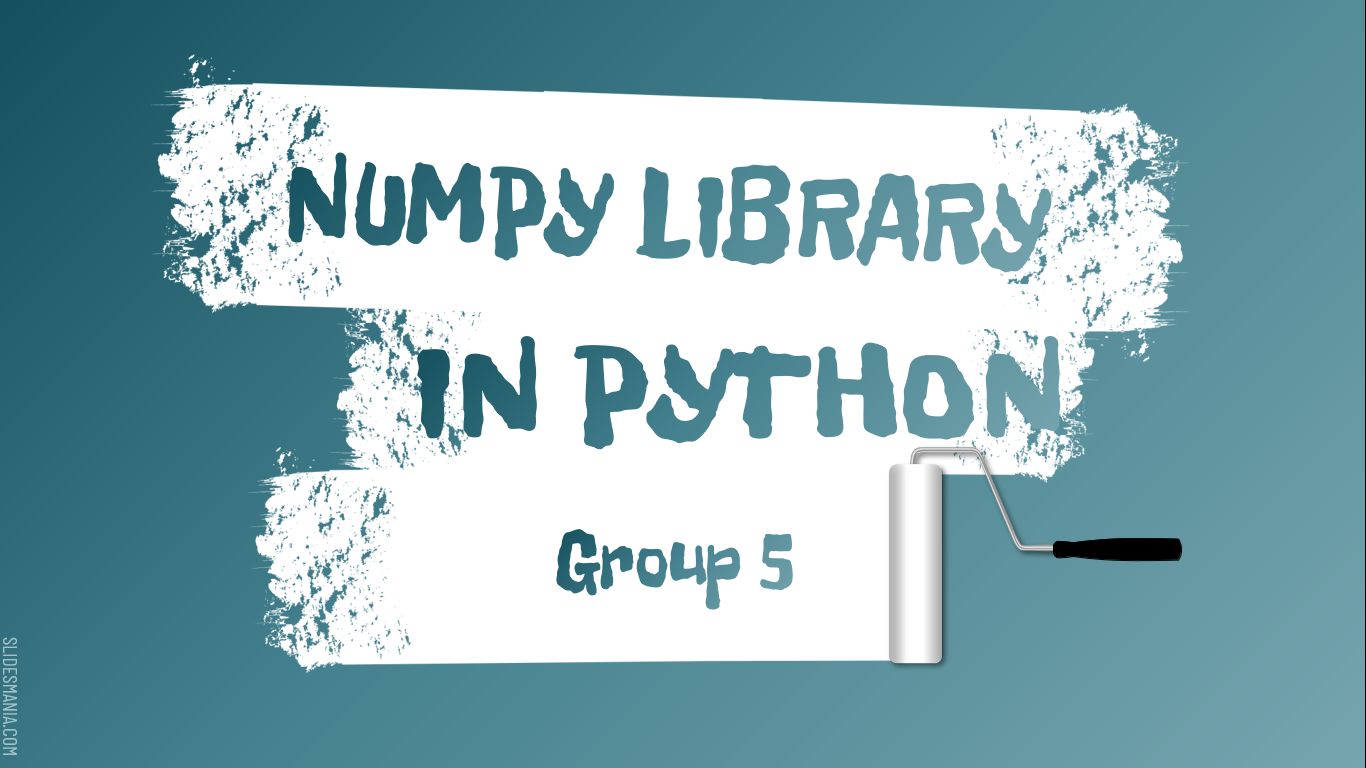 NUMPY LIBRARY
IN PYTHON
Group 5
SLIDESMANIA.COM